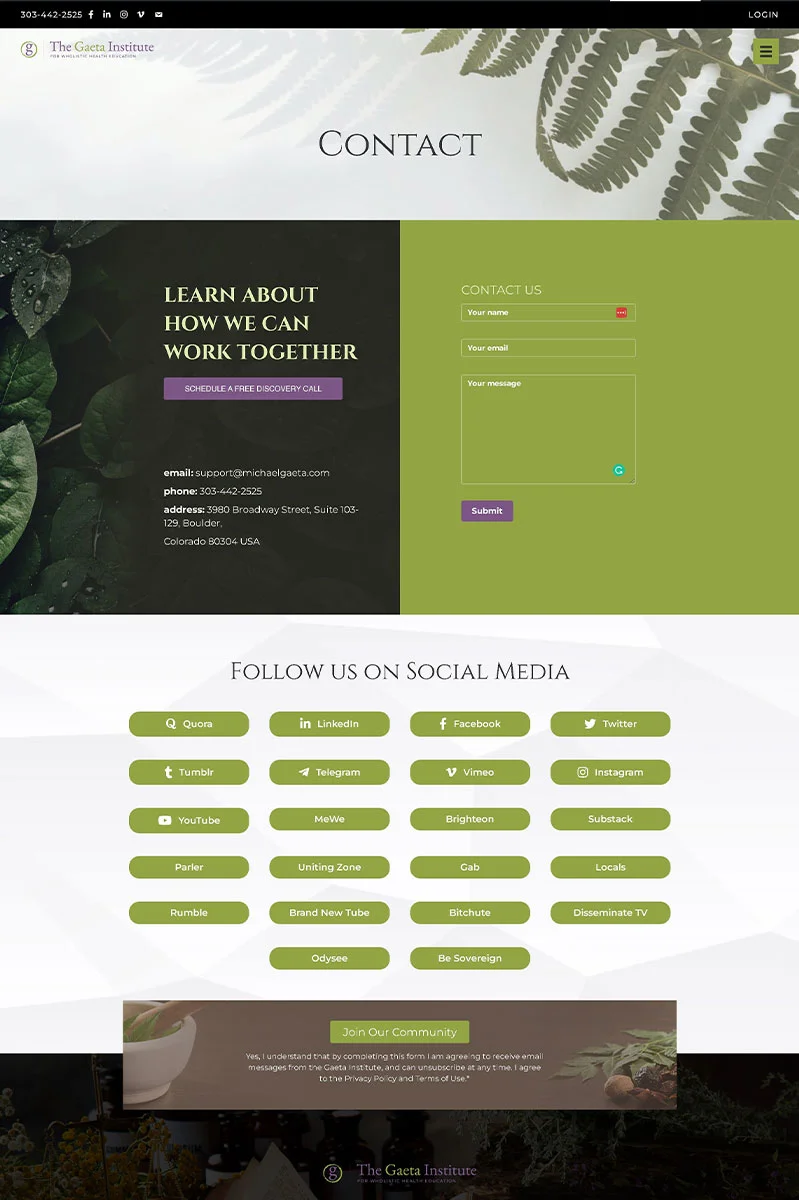 303-442-2525
LOGIN
g The Gaeta Institute
FOR WHOLISTIC HEALTH EDUCATION
Contact
LEARN ABOUT
HOW WE CAN
WORK TOGETHER
SCHEDULE A FREE DISCOVERY CALL
email: support@michaelgaeta.com
phone: 303-442-2525
address: 3980 Broadway Street, Suite 103-
129, Boulder,
Colorado 80304 USA
CONTACT US
Your name
Your email
Your message
Submit
Follow us on Social Media
Quora
LinkedIn
Facebook
Twitter
Tumblr
Telegram
Vimeo
Instagram
YouTube
MeWe
Brighteon
Substack
Parler
Uniting Zone
Gab
Locals
Rumble
Brand New Tube
Bitchute
Disseminate TV
Odysee
Be Sovereign
Join Our Community
Yes, I understand that by completing this form I am agreeing to receive email
messages from the Gaeta Institute, and can unsubscribe at any time. I agree
to the Privacy Policy and Terms of Use.*
g The Gaeta Institute
FOR WHOLISTIC HEALTH EDUCATION